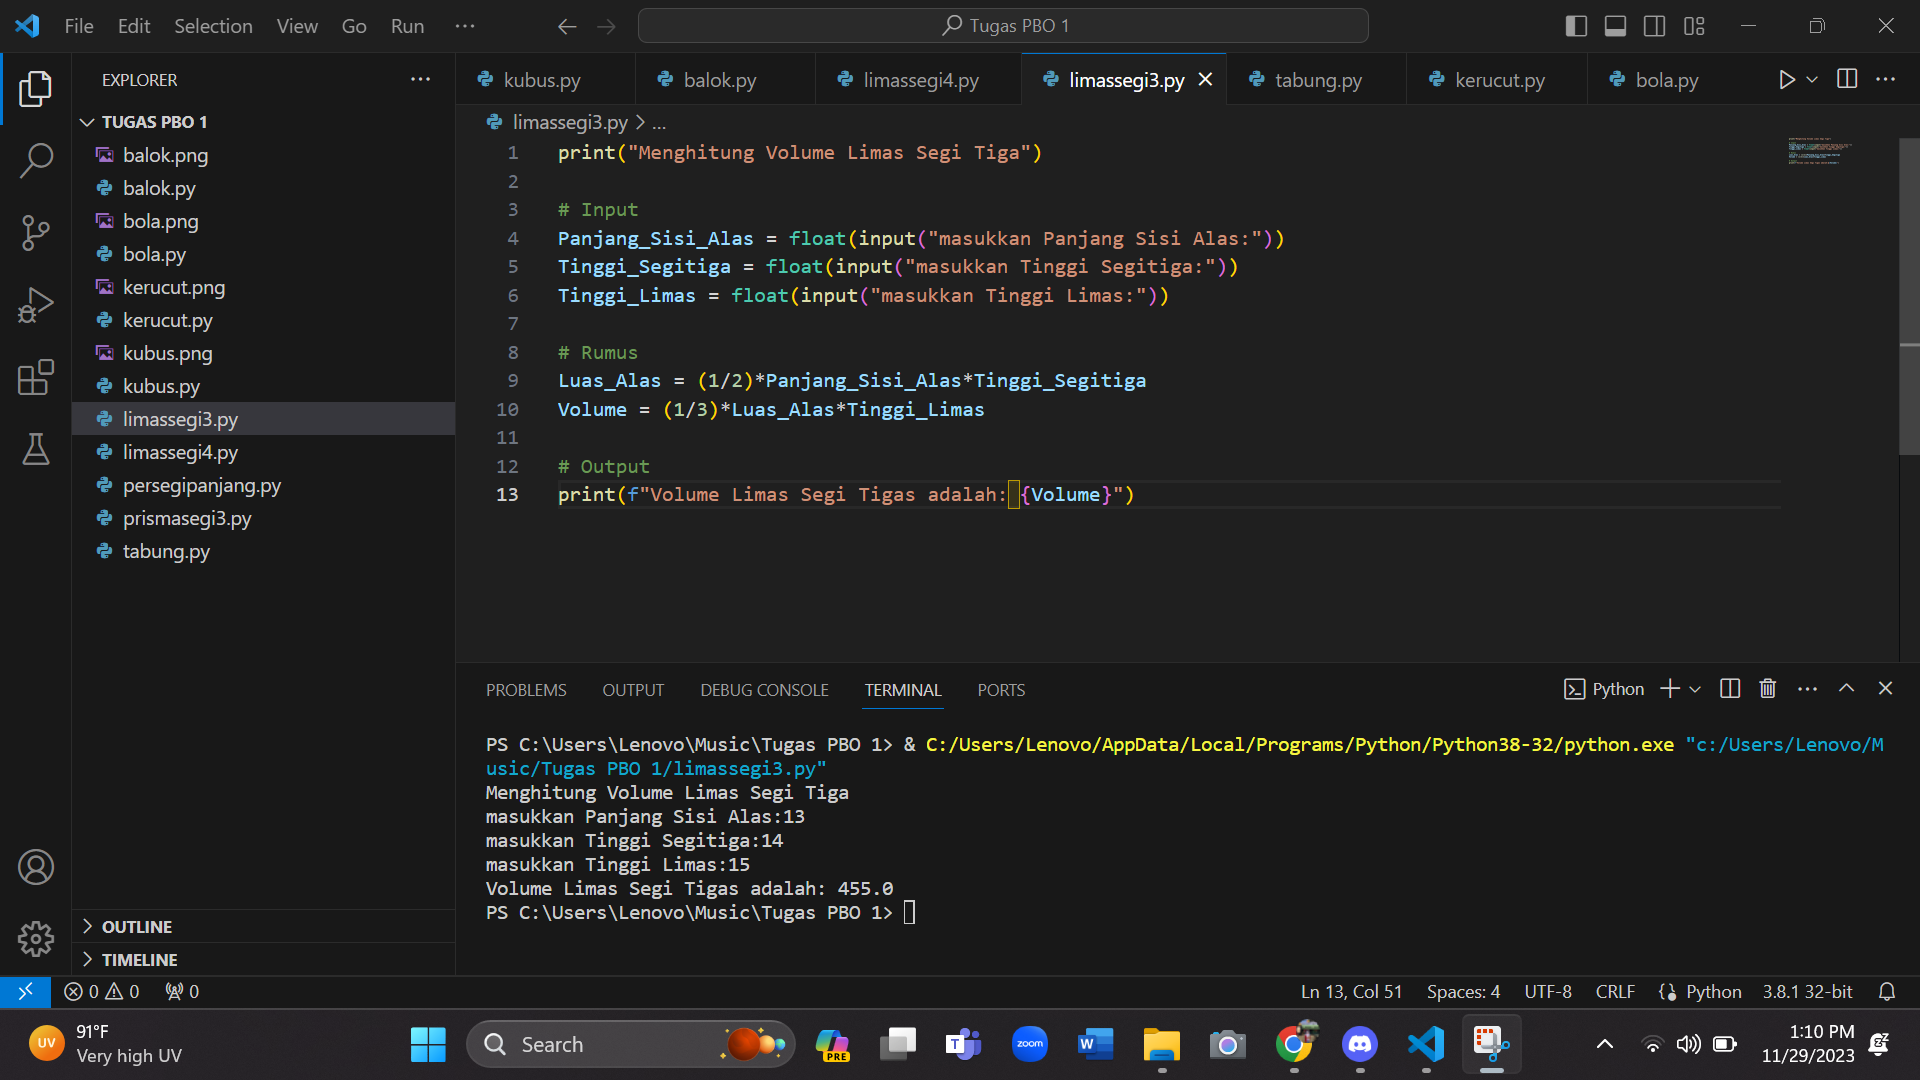 File Edit Selection View Go Run ···
Tugas PBO 1
EXPLORER
TUGAS PBO 1
balok.png
balok.py
bola.png
bola.py
kerucut.png
kerucut.py
kubus.png
kubus.py
limassegi3.py
limassegi4.py
persegipanjang.py
prismasegi3.py
tabung.py
OUTLINE
TIMELINE
kubus.py balok.py limassegi4.py limassegi3.py tabung.py kerucut.py bola.py
limassegi3.py > ...
1 print("Menghitung Volume Limas Segi Tiga")
2
3 # Input
4 Panjang_Sisi_Alas = float(input("masukkan Panjang Sisi Alas:"))
5 Tinggi_Segitiga = float(input("masukkan Tinggi Segitiga:"))
6 Tinggi_Limas = float(input("masukkan Tinggi Limas:"))
7
8 # Rumus
9 Luas_Alas = (1/2)*Panjang_Sisi_Alas*Tinggi_Segitiga
10 Volume = (1/3)*Luas_Alas*Tinggi_Limas
11
12 # Output
13 print(f"Volume Limas Segi Tigas adalah: {Volume}")
PROBLEMS OUTPUT DEBUG CONSOLE TERMINAL PORTS
Python
PS C:\Users\Lenovo\Music\Tugas PBO 1> & C:/Users/Lenovo/AppData/Local/Programs/Python/Python38-32/python.exe "c:/Users/Lenovo/M
usic/Tugas PBO 1/limassegi3.py"
Menghitung Volume Limas Segi Tiga
masukkan Panjang Sisi Alas:13
masukkan Tinggi Segitiga:14
masukkan Tinggi Limas:15
Volume Limas Segi Tigas adalah: 455.0
PS C:\Users\Lenovo\Music\Tugas PBO 1>
0 0 0
Ln 13, Col 51 Spaces: 4 UTF-8 CRLF Python 3.8.1 32-bit
UV
91°F
Very high UV
Search
PRE
T
zoom
W
1:10 PM
11/29/2023